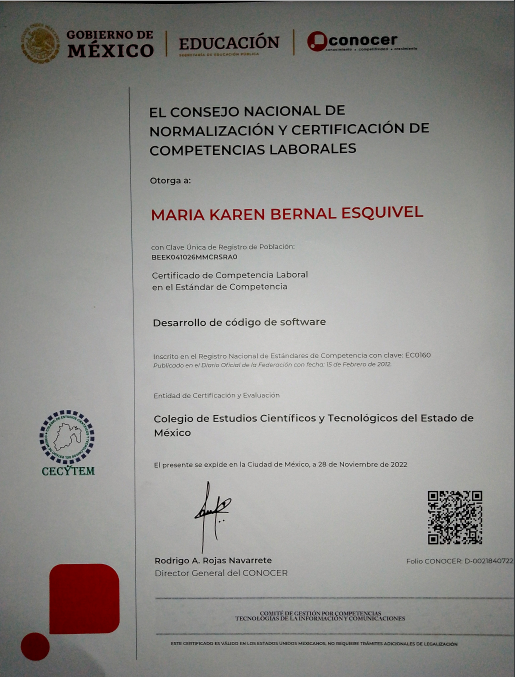 GOBIERNO DE
MÉXICO
EDUCACIÓN
SECRETARÍA DE EDUCACIÓN PÚBLICA
conocer
conocimiento • competitividad • crecimiento
EL CONSEJO NACIONAL DE
NORMALIZACIÓN Y CERTIFICACIÓN DE
COMPETENCIAS LABORALES
Otorga a:
MARIA KAREN BERNAL ESQUIVEL
con Clave Única de Registro de Población:
BEEK041026MMCRSRA0
Certificado de Competencia Laboral
en el Estándar de Competencia
Desarrollo de código de software
Inscrito en el Registro Nacional de Estándares de Competencia con clave: EC0160
Publicado en el Diario Oficial de la Federación con fecha: 15 de Febrero de 2012
Entidad de Certificación y Evaluación
Colegio de Estudios Científicos y Tecnológicos del Estado de
México
CECYTEM
El presente se expide en la Ciudad de México, a 28 de Noviembre de 2022
Rodrigo A. Rojas Navarrete
Director General del CONOCER
Folio CONOCER: D-0021840722
COMITÉ DE GESTIÓN POR COMPETENCIAS
TECNOLOGÍAS DE LA INFORMACIÓN Y COMUNICACIONES
ESTE CERTIFICADO ES VÁLIDO EN LOS ESTADOS UNIDOS MEXICANOS, NO REQUIERE TRÁMITES ADICIONALES DE LEGALIZACIÓN